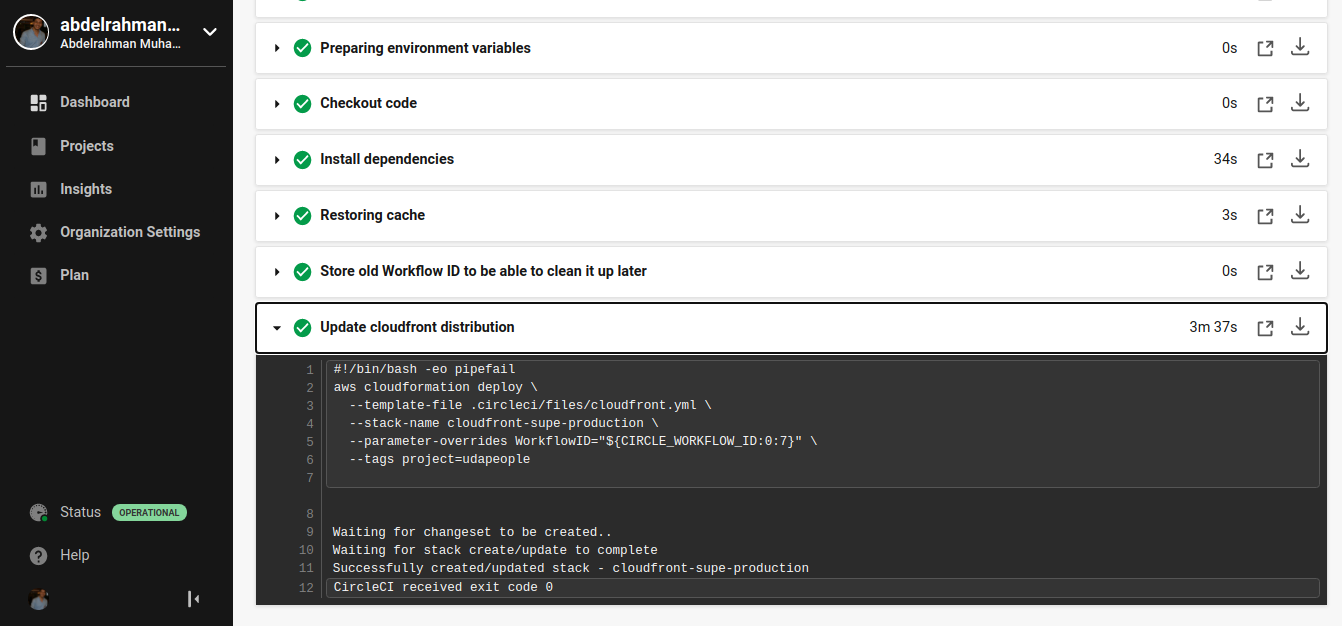 abdelrahman...
Abdelrahman Muha...
Dashboard
Projects
Insights
Organization Settings
Plan
Status OPERATIONAL
Help
Preparing environment variables 0s
Checkout code 0s
Install dependencies 34s
Restoring cache 3s
Store old Workflow ID to be able to clean it up later 0s
Update cloudfront distribution 3m 37s
1 #!/bin/bash -eo pipefail
2 aws cloudformation deploy \
3 --template-file .circleci/files/cloudfront.yml \
4 --stack-name cloudfront-supe-production \
5 --parameter-overrides WorkflowID="${CIRCLE_WORKFLOW_ID:0:7}" \
6 --tags project=udapeople
7
8
9 Waiting for changeset to be created..
10 Waiting for stack create/update to complete
11 Successfully created/updated stack - cloudfront-supe-production
12 CircleCI received exit code 0